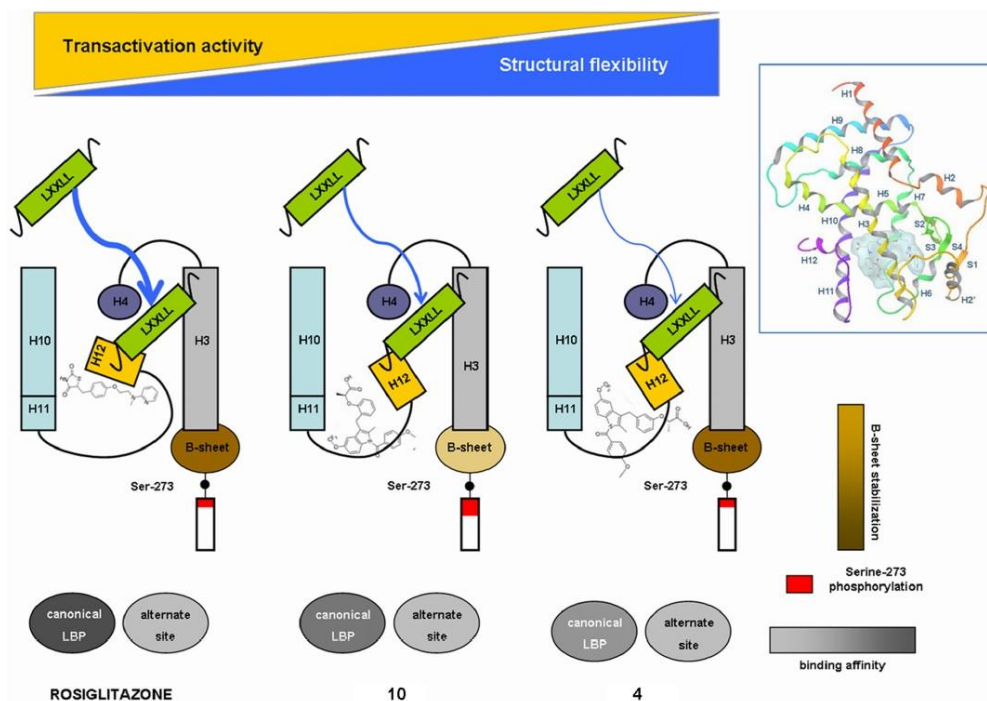 Transactivation activity
Structural flexibility
LXXLL
H4
H10
H11
H12
LXXLL
H3
B-sheet
Ser-273
canonical
LBP
alternate
site
ROSIGLITAZONE
LXXLL
H4
H10
H11
H12
LXXLL
H3
B-sheet
Ser-273
canonical
LBP
alternate
site
10
LXXLL
H4
H10
H11
H12
LXXLL
H3
B-sheet
Ser-273
canonical
LBP
alternate
site
4
H1
H9
H8
H2
H5
H7
H4
H10
H3
S2
S3
S4
S1
H12
H11
H6
H2'
B-sheet stabilization
Serine-273
phosphorylation
binding affinity